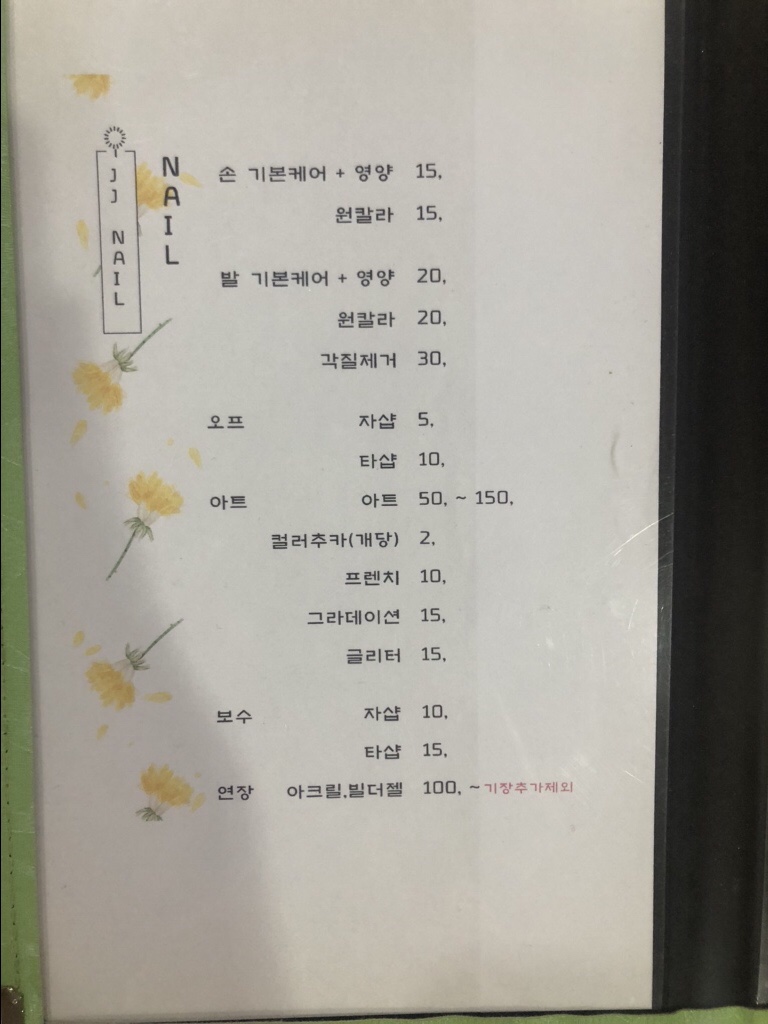 JJ NAIL
NAIL
손 기본케어 + 영양 15,
원칼라 15,
발 기본케어 + 영양 20,
원칼라 20,
각질제거 30,
오프 자샵 5,
타샵 10,
아트 아트 50, ~ 150,
컬러추카(개당) 2,
프렌치 10,
그라데이션 15,
글리터 15,
보수 자샵 10,
타샵 15,
연장 아크릴,빌더젤 100, ~ 기장추가제외